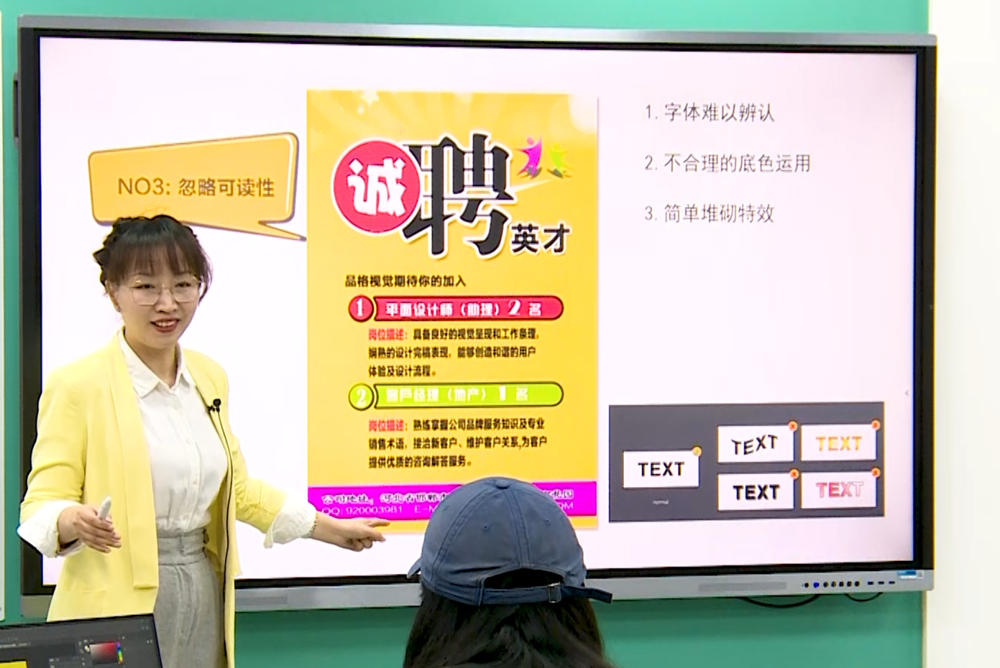 NO3: 忽略可读性
诚聘英才
品格视觉期待你的加入
1 平面设计师（助理）2 名
岗位描述：具备良好的视觉呈现和工作条理,
娴熟的设计完稿表现，能够创造和谐的用户
体验及设计流程。
2 客户经理（地产）1 名
岗位描述：熟练掌握公司品牌服务知识及专业
销售术语，接洽新客户、维护客户关系,为客户
提供优质的咨询解答服务。
公司地址：河北省邯郸
QQ: 920003981 E-M
1. 字体难以辨认
2. 不合理的底色运用
3. 简单堆砌特效
TEXT
normal
TEXT
TEXT
TEXT
TEXT